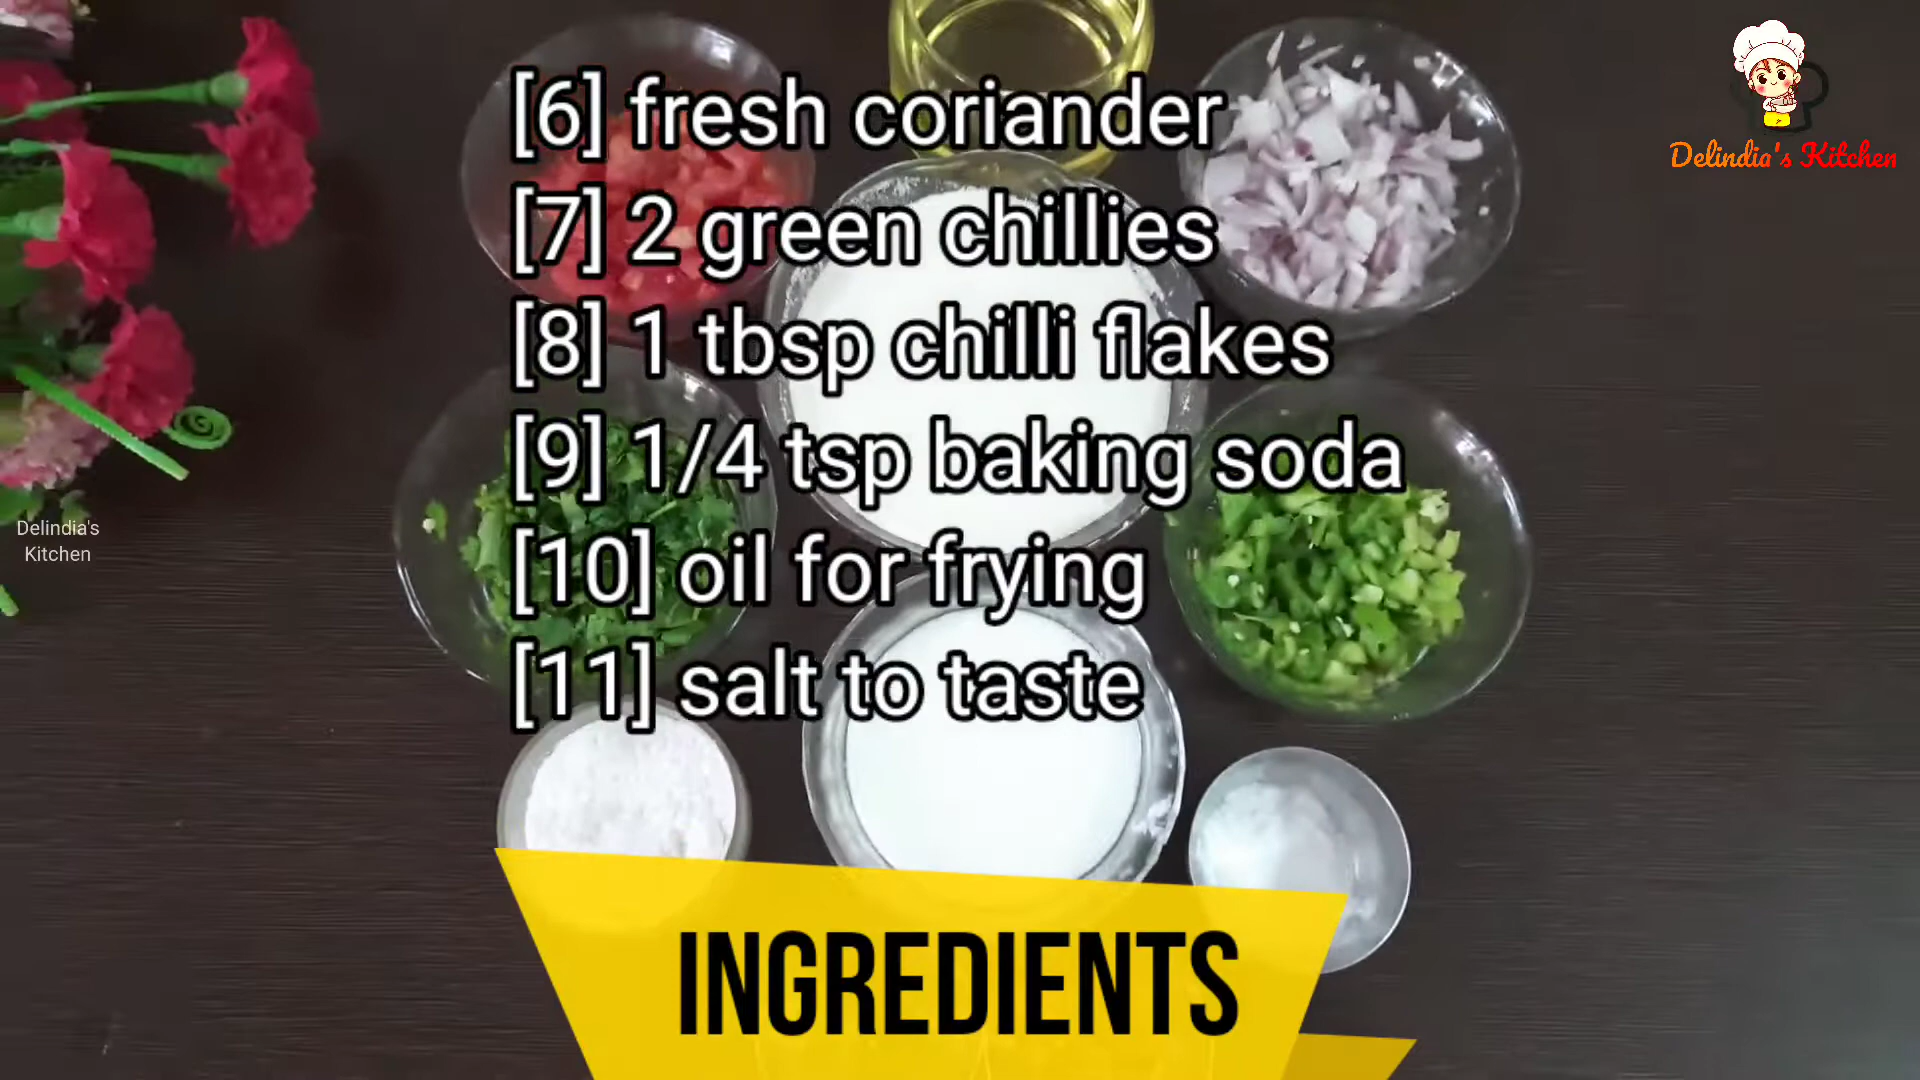 [6] fresh coriander
[7] 2 green chillies
[8] 1 tbsp chilli flakes
[9] 1/4 tsp baking soda
[10] oil for frying
[11] salt to taste
Delindia's Kitchen
Delindia's
Kitchen
INGREDIENTS